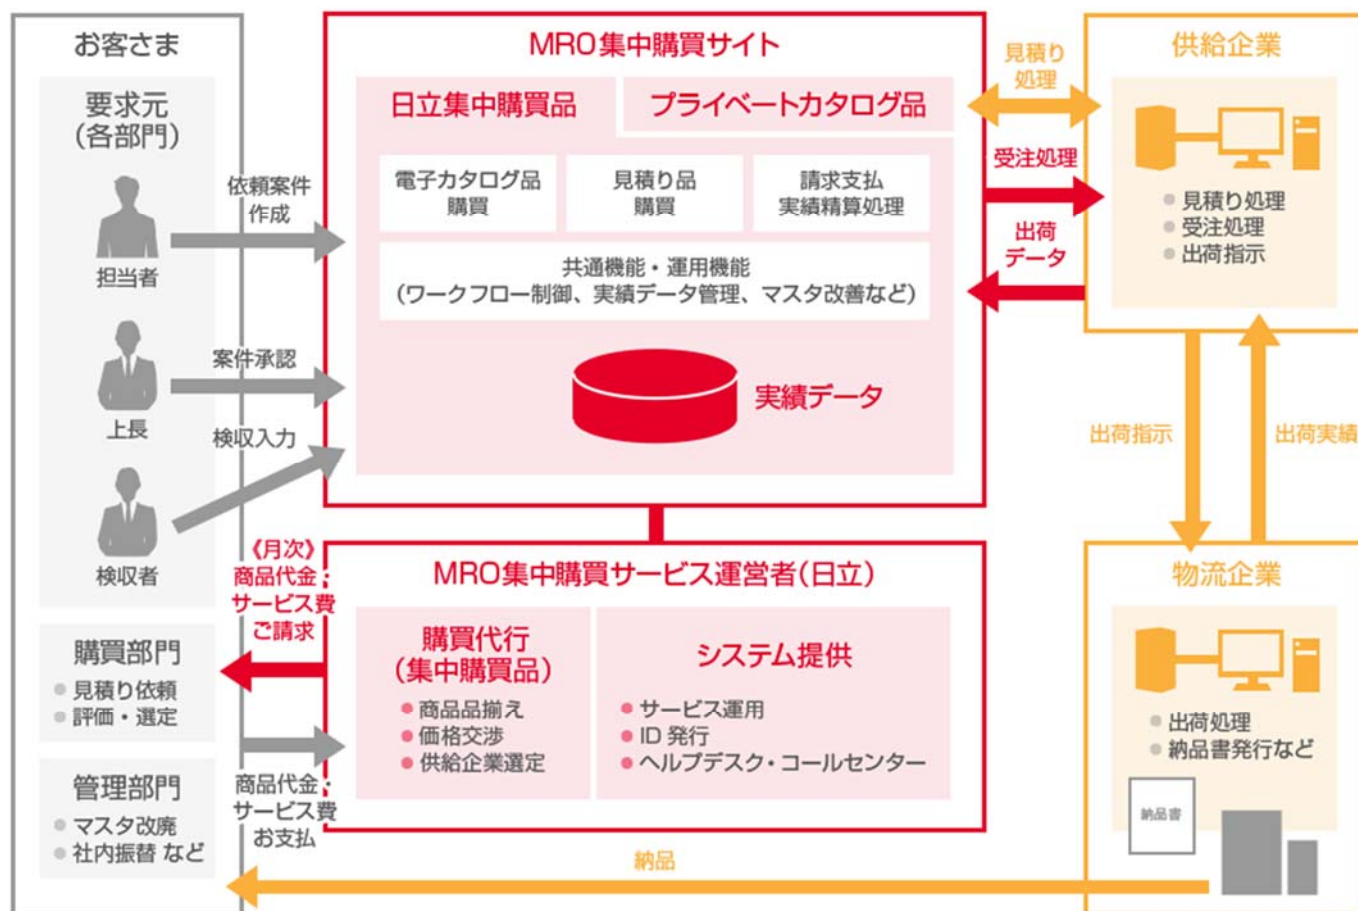 お客さま
要求元
（各部門）
担当者
上長
検収者
購買部門
見積り依頼
評価・選定
管理部門
マスタ改廃
社内振替 など
依頼案件
作成
案件承認
検収入力
《月次》
商品代金・
サービス費
ご請求
商品代金・
サービス費
お支払
MRO集中購買サイト
日立集中購買品
プライベートカタログ品
電子カタログ品
購買
見積り品
購買
請求支払
実績精算処理
共通機能・運用機能
（ワークフロー制御、実績データ管理、マスタ改善など）
実績データ
MRO集中購買サービス運営者（日立）
購買代行
（集中購買品）
商品品揃え
価格交渉
供給企業選定
システム提供
サービス運用
ID 発行
ヘルプデスク・コールセンター
見積り
処理
受注処理
出荷
データ
供給企業
見積り処理
受注処理
出荷指示
出荷指示
出荷実績
物流企業
出荷処理
納品書発行など
納品書
納品